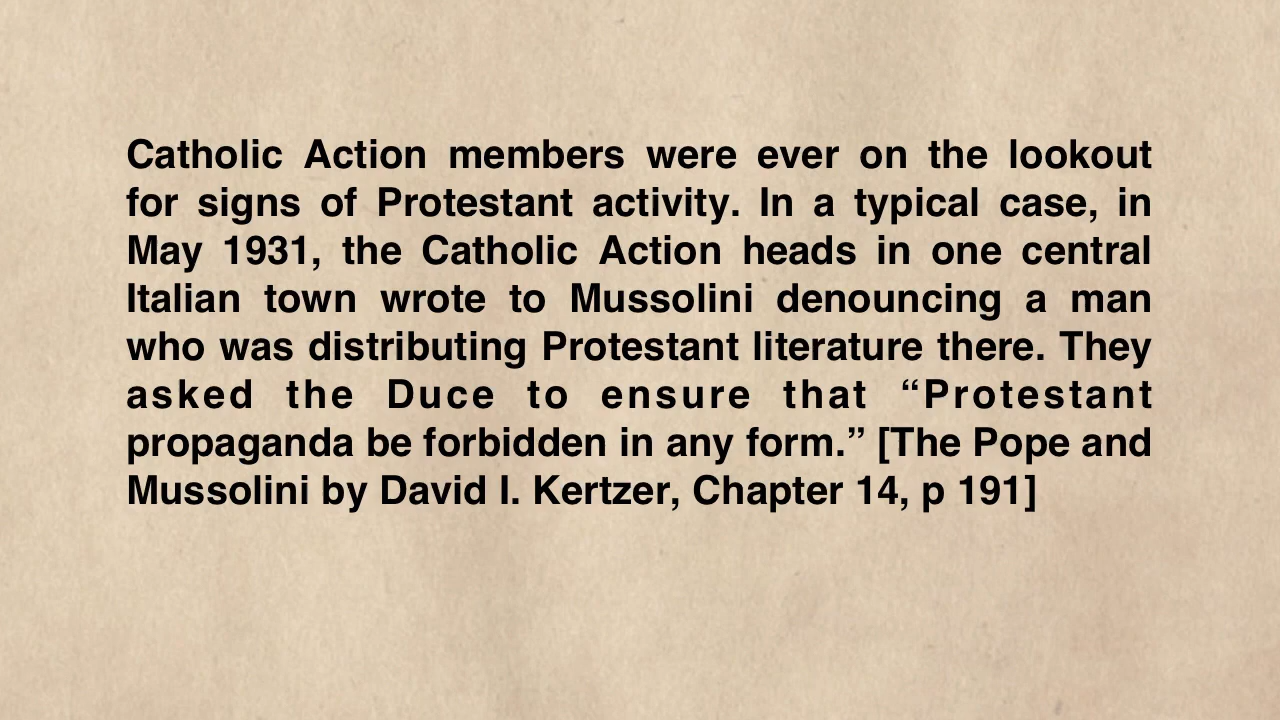 Catholic Action members were ever on the lookout
for signs of Protestant activity. In a typical case, in
May 1931, the Catholic Action heads in one central
Italian town wrote to Mussolini denouncing a man
who was distributing Protestant literature there. They
asked the Duce to ensure that “Protestant
propaganda be forbidden in any form.” [The Pope and
Mussolini by David I. Kertzer, Chapter 14, p 191]